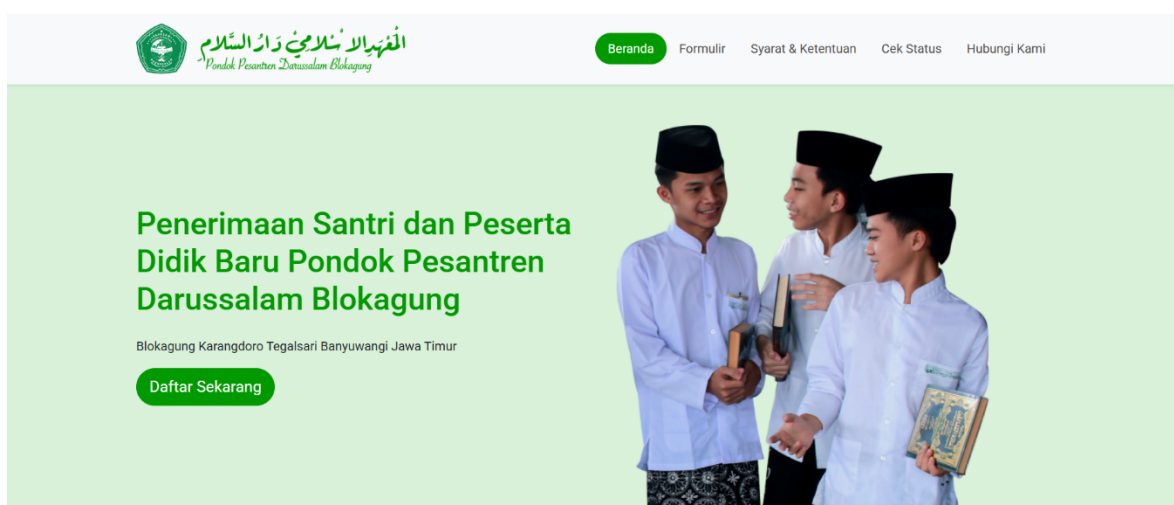 المعهد الاسلامي دار السلام
Pondok Pesantren Darussalam Blokagung
Beranda
Formulir
Syarat & Ketentuan
Cek Status
Hubungi Kami
Penerimaan Santri dan Peserta
Didik Baru Pondok Pesantren
Darussalam Blokagung
Blokagung Karangdoro Tegalsari Banyuwangi Jawa Timur
Daftar Sekarang